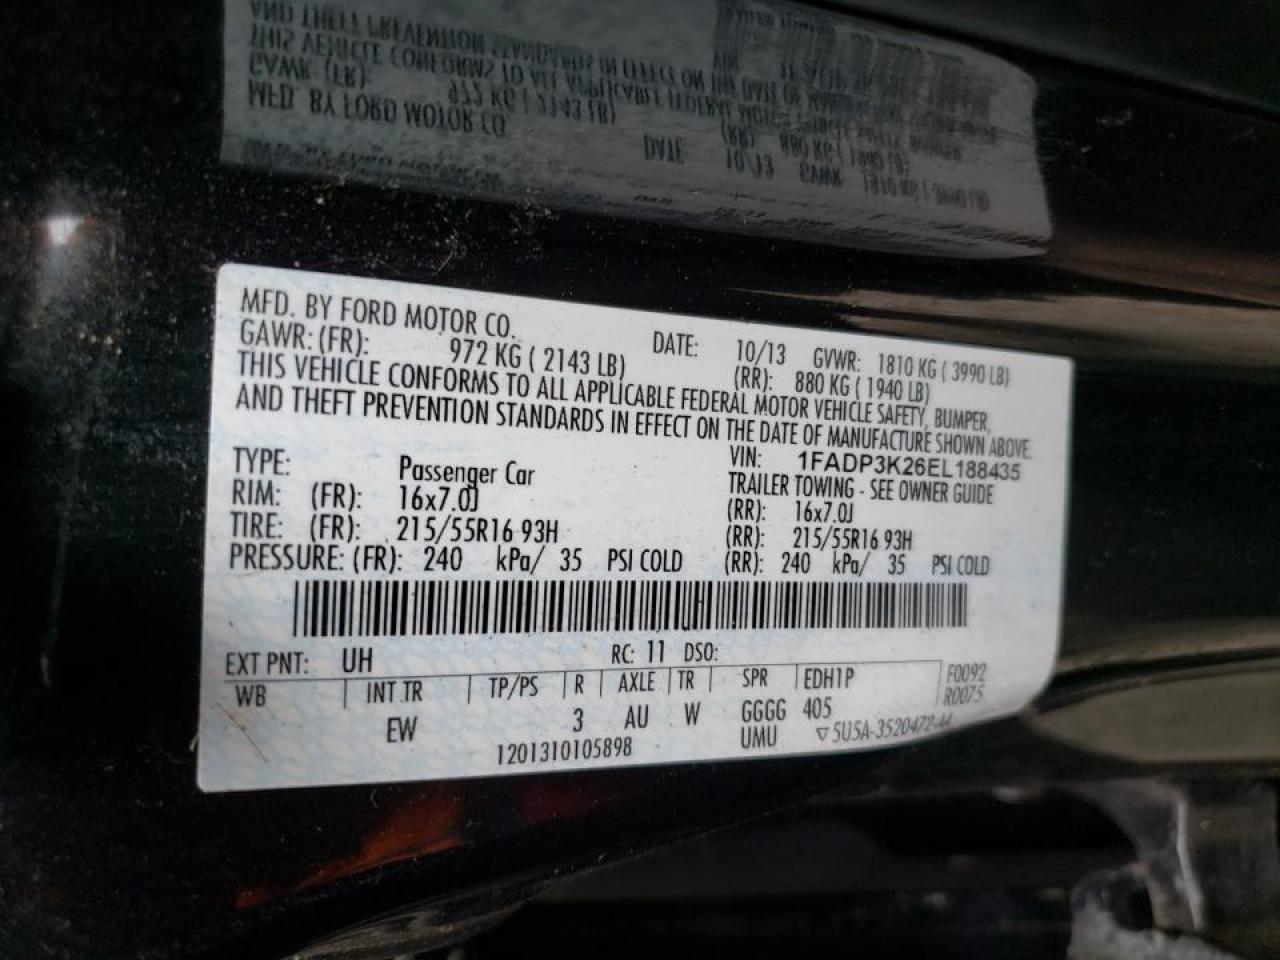 MFD. BY FORD MOTOR CO. DATE: 10/13 GVWR: 1810 KG ( 3990 LB)
GAWR: (FR): 972 KG ( 2143 LB) (RR): 880 KG ( 1940 LB)
THIS VEHICLE CONFORMS TO ALL APPLICABLE FEDERAL MOTOR VEHICLE SAFETY, BUMPER,
AND THEFT PREVENTION STANDARDS IN EFFECT ON THE DATE OF MANUFACTURE SHOWN ABOVE.
VIN: 1FADP3K26EL188435
TYPE: Passenger Car TRAILER TOWING - SEE OWNER GUIDE
RIM: (FR): 16x7.0J (RR): 16x7.0J
TIRE: (FR): 215/55R16 93H (RR): 215/55R16 93H
PRESSURE: (FR): 240 kPa/ 35 PSI COLD (RR): 240 kPa/ 35 PSI COLD
EXT PNT: UH RC: 11 DSO:
WB INT TR TP/PS R AXLE TR SPR EDH1P F0092
R0075
EW 3 AU W GGGG 405
1201310105898 UMU ▽5U5A-3520472-